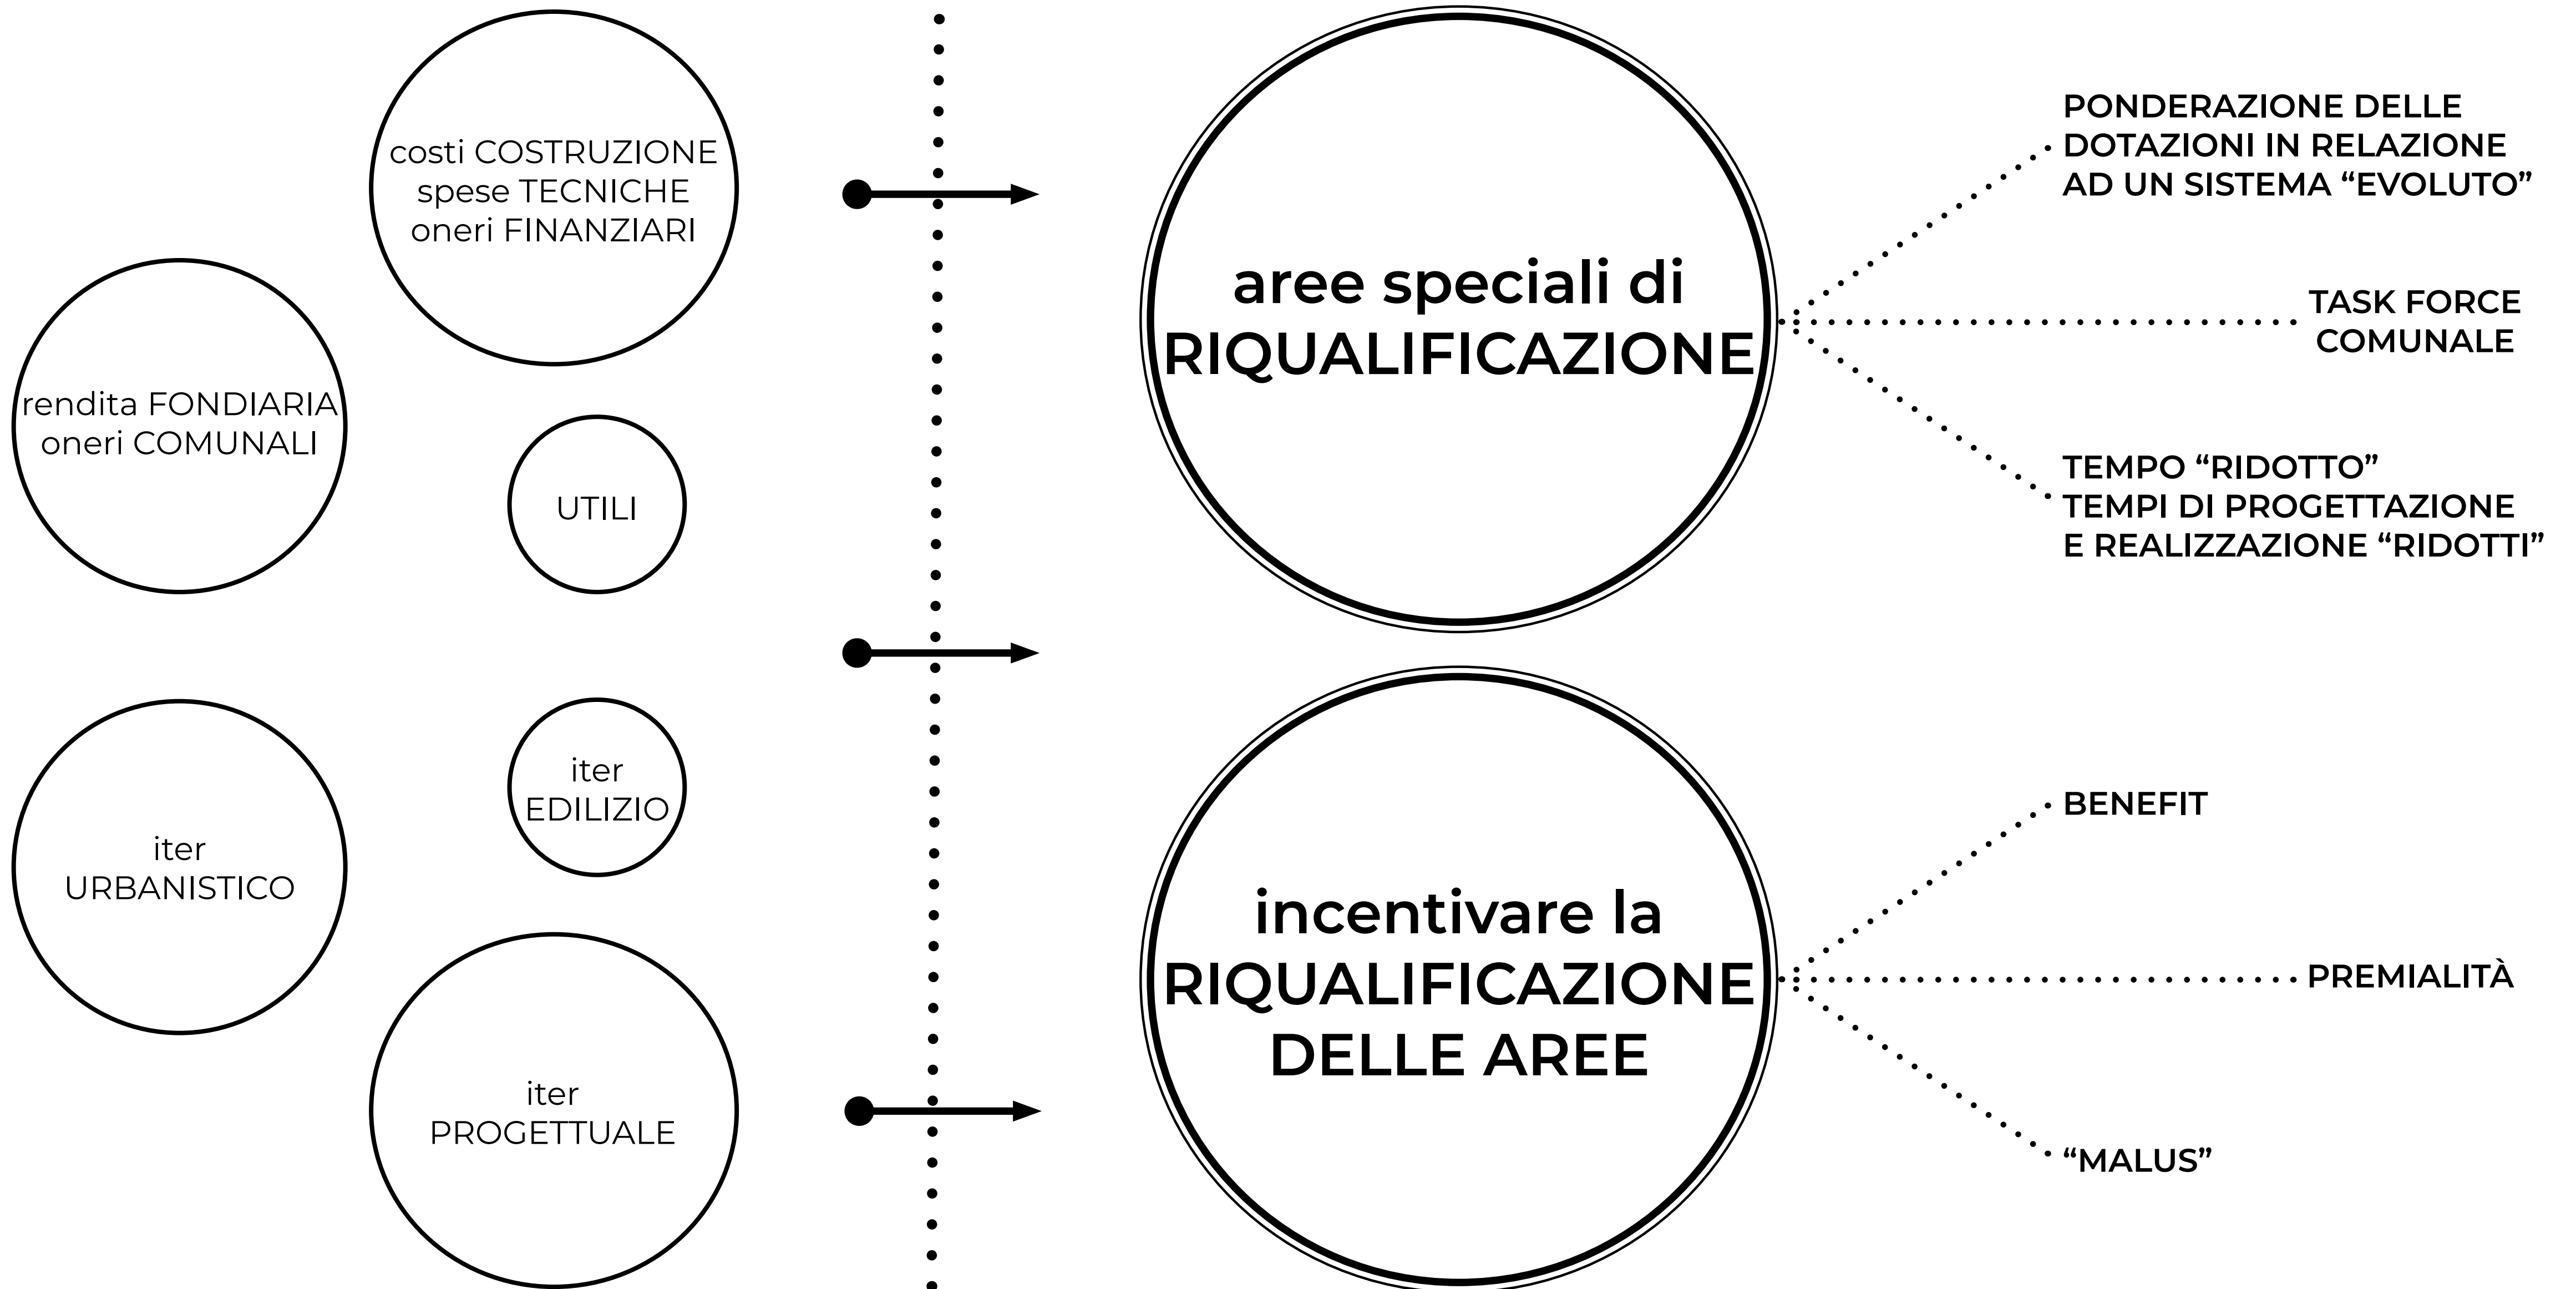 costi COSTRUZIONE
spese TECNICHE
oneri FINANZIARI
rendita FONDIARIA
oneri COMUNALI
UTILI
iter
EDILIZIO
iter
URBANISTICO
iter
PROGETTUALE
aree speciali di
RIQUALIFICAZIONE
PONDERAZIONE DELLE
DOTAZIONI IN RELAZIONE
AD UN SISTEMA “EVOLUTO”
TASK FORCE
COMUNALE
TEMPO “RIDOTTO”
TEMPI DI PROGETTAZIONE
E REALIZZAZIONE “RIDOTTI”
incentivare la
RIQUALIFICAZIONE
DELLE AREE
BENEFIT
PREMIALITÀ
“MALUS”